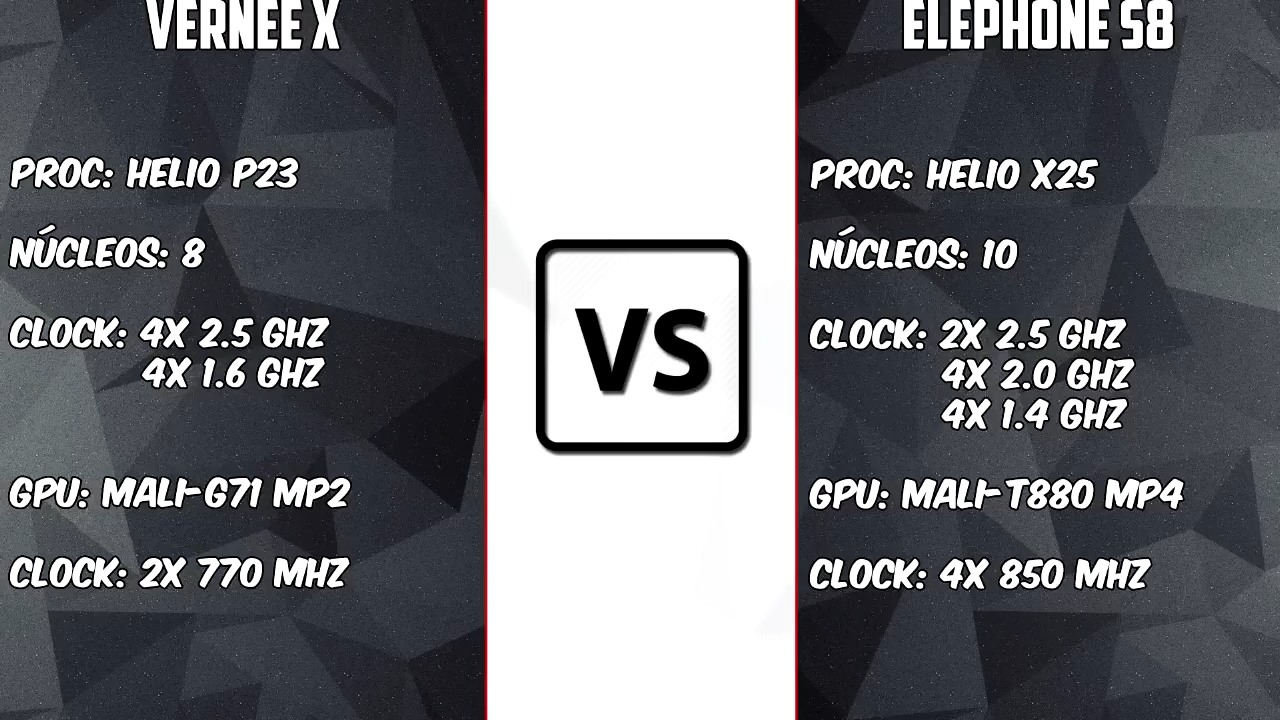 VERNEE X
PROC: HELIO P23
NÚCLEOS: 8
CLOCK: 4X 2.5 GHZ
4X 1.6 GHZ
GPU: MALI-G71 MP2
CLOCK: 2X 770 MHZ
VS
ELEPHONE S8
PROC: HELIO X25
NÚCLEOS: 10
CLOCK: 2X 2.5 GHZ
4X 2.0 GHZ
4X 1.4 GHZ
GPU: MALI-T880 MP4
CLOCK: 4X 850 MHZ